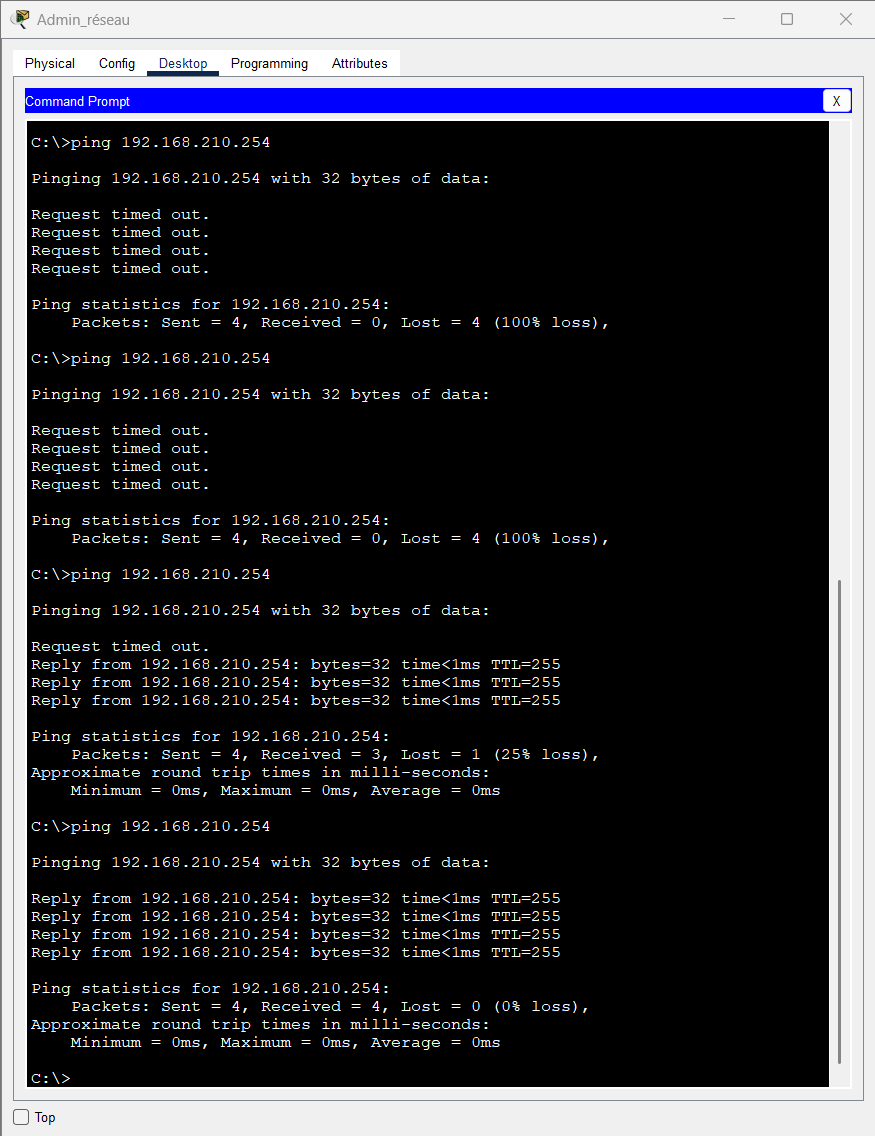 Admin_réseau
Physical Config Desktop Programming Attributes
Command Prompt X
C:\>ping 192.168.210.254
Pinging 192.168.210.254 with 32 bytes of data:
Request timed out.
Request timed out.
Request timed out.
Request timed out.
Ping statistics for 192.168.210.254:
Packets: Sent = 4, Received = 0, Lost = 4 (100% loss),
C:\>ping 192.168.210.254
Pinging 192.168.210.254 with 32 bytes of data:
Request timed out.
Request timed out.
Request timed out.
Request timed out.
Ping statistics for 192.168.210.254:
Packets: Sent = 4, Received = 0, Lost = 4 (100% loss),
C:\>ping 192.168.210.254
Pinging 192.168.210.254 with 32 bytes of data:
Request timed out.
Reply from 192.168.210.254: bytes=32 time<1ms TTL=255
Reply from 192.168.210.254: bytes=32 time<1ms TTL=255
Reply from 192.168.210.254: bytes=32 time<1ms TTL=255
Ping statistics for 192.168.210.254:
Packets: Sent = 4, Received = 3, Lost = 1 (25% loss),
Approximate round trip times in milli-seconds:
Minimum = 0ms, Maximum = 0ms, Average = 0ms
C:\>ping 192.168.210.254
Pinging 192.168.210.254 with 32 bytes of data:
Reply from 192.168.210.254: bytes=32 time<1ms TTL=255
Reply from 192.168.210.254: bytes=32 time<1ms TTL=255
Reply from 192.168.210.254: bytes=32 time<1ms TTL=255
Reply from 192.168.210.254: bytes=32 time<1ms TTL=255
Ping statistics for 192.168.210.254:
Packets: Sent = 4, Received = 4, Lost = 0 (0% loss),
Approximate round trip times in milli-seconds:
Minimum = 0ms, Maximum = 0ms, Average = 0ms
C:\>
Top